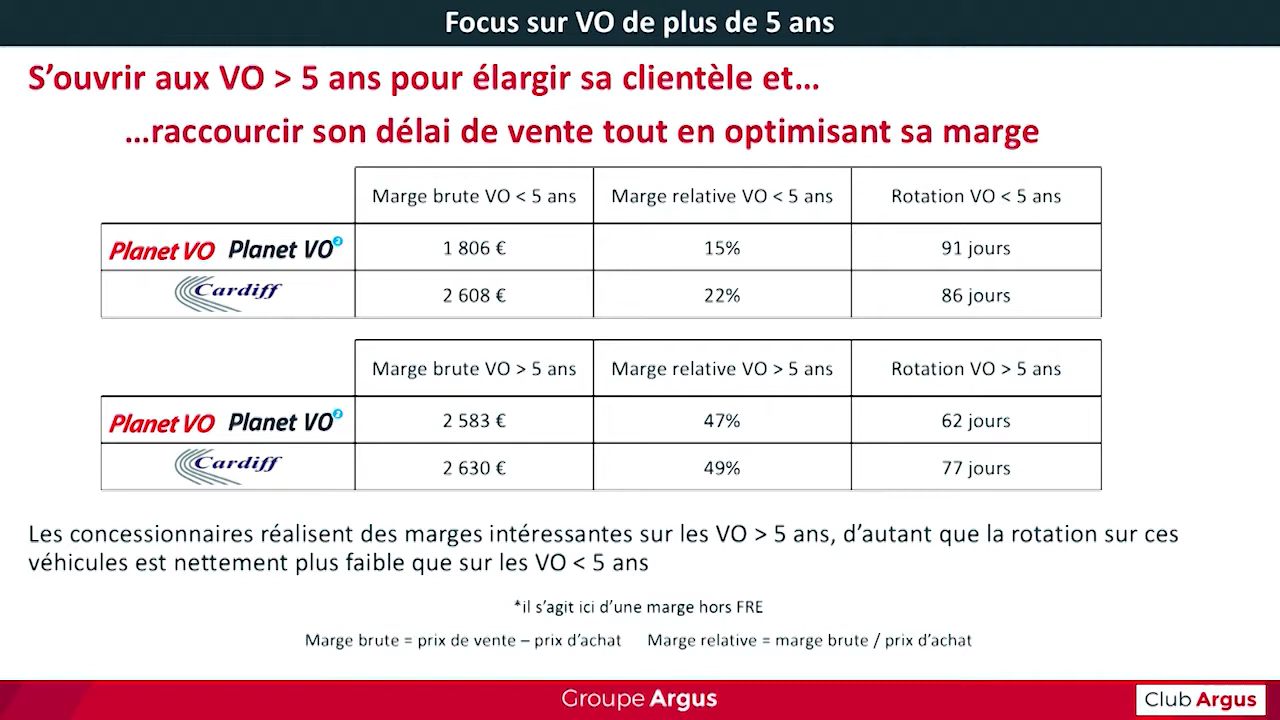 Focus sur VO de plus de 5 ans
S’ouvrir aux VO > 5 ans pour élargir sa clientèle et…
…raccourcir son délai de vente tout en optimisant sa marge
Marge brute VO < 5 ans Marge relative VO < 5 ans Rotation VO < 5 ans
Planet VO Planet VO² 1 806 € 15% 91 jours
Cardiff 2 608 € 22% 86 jours
Marge brute VO > 5 ans Marge relative VO > 5 ans Rotation VO > 5 ans
Planet VO Planet VO² 2 583 € 47% 62 jours
Cardiff 2 630 € 49% 77 jours
Les concessionnaires réalisent des marges intéressantes sur les VO > 5 ans, d’autant que la rotation sur ces
véhicules est nettement plus faible que sur les VO < 5 ans
*il s’agit ici d’une marge hors FRE
Marge brute = prix de vente – prix d’achat Marge relative = marge brute / prix d’achat
Groupe Argus
Club Argus